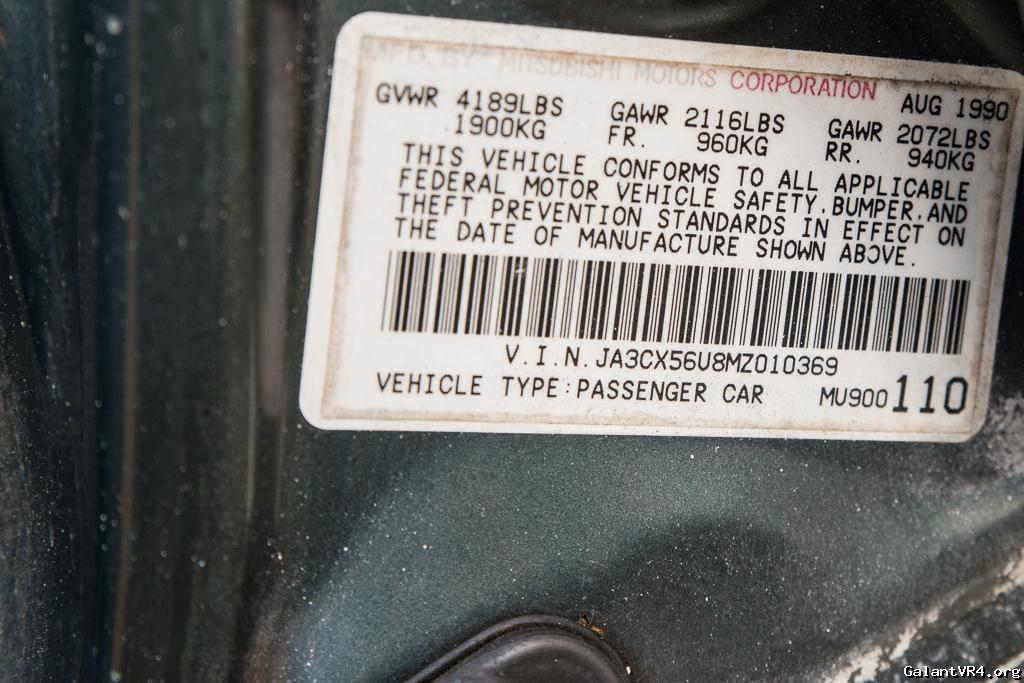 MFD. BY MITSUBISHI MOTORS CORPORATION AUG 1990
GVWR 4189LBS GAWR 2116LBS GAWR 2072LBS
1900KG FR. 960KG RR. 940KG
THIS VEHICLE CONFORMS TO ALL APPLICABLE
FEDERAL MOTOR VEHICLE SAFETY, BUMPER, AND
THEFT PREVENTION STANDARDS IN EFFECT ON
THE DATE OF MANUFACTURE SHOWN ABOVE.
V.I.N. JA3CX56U8MZ010369
VEHICLE TYPE: PASSENGER CAR MU900110
GalantVR4.org